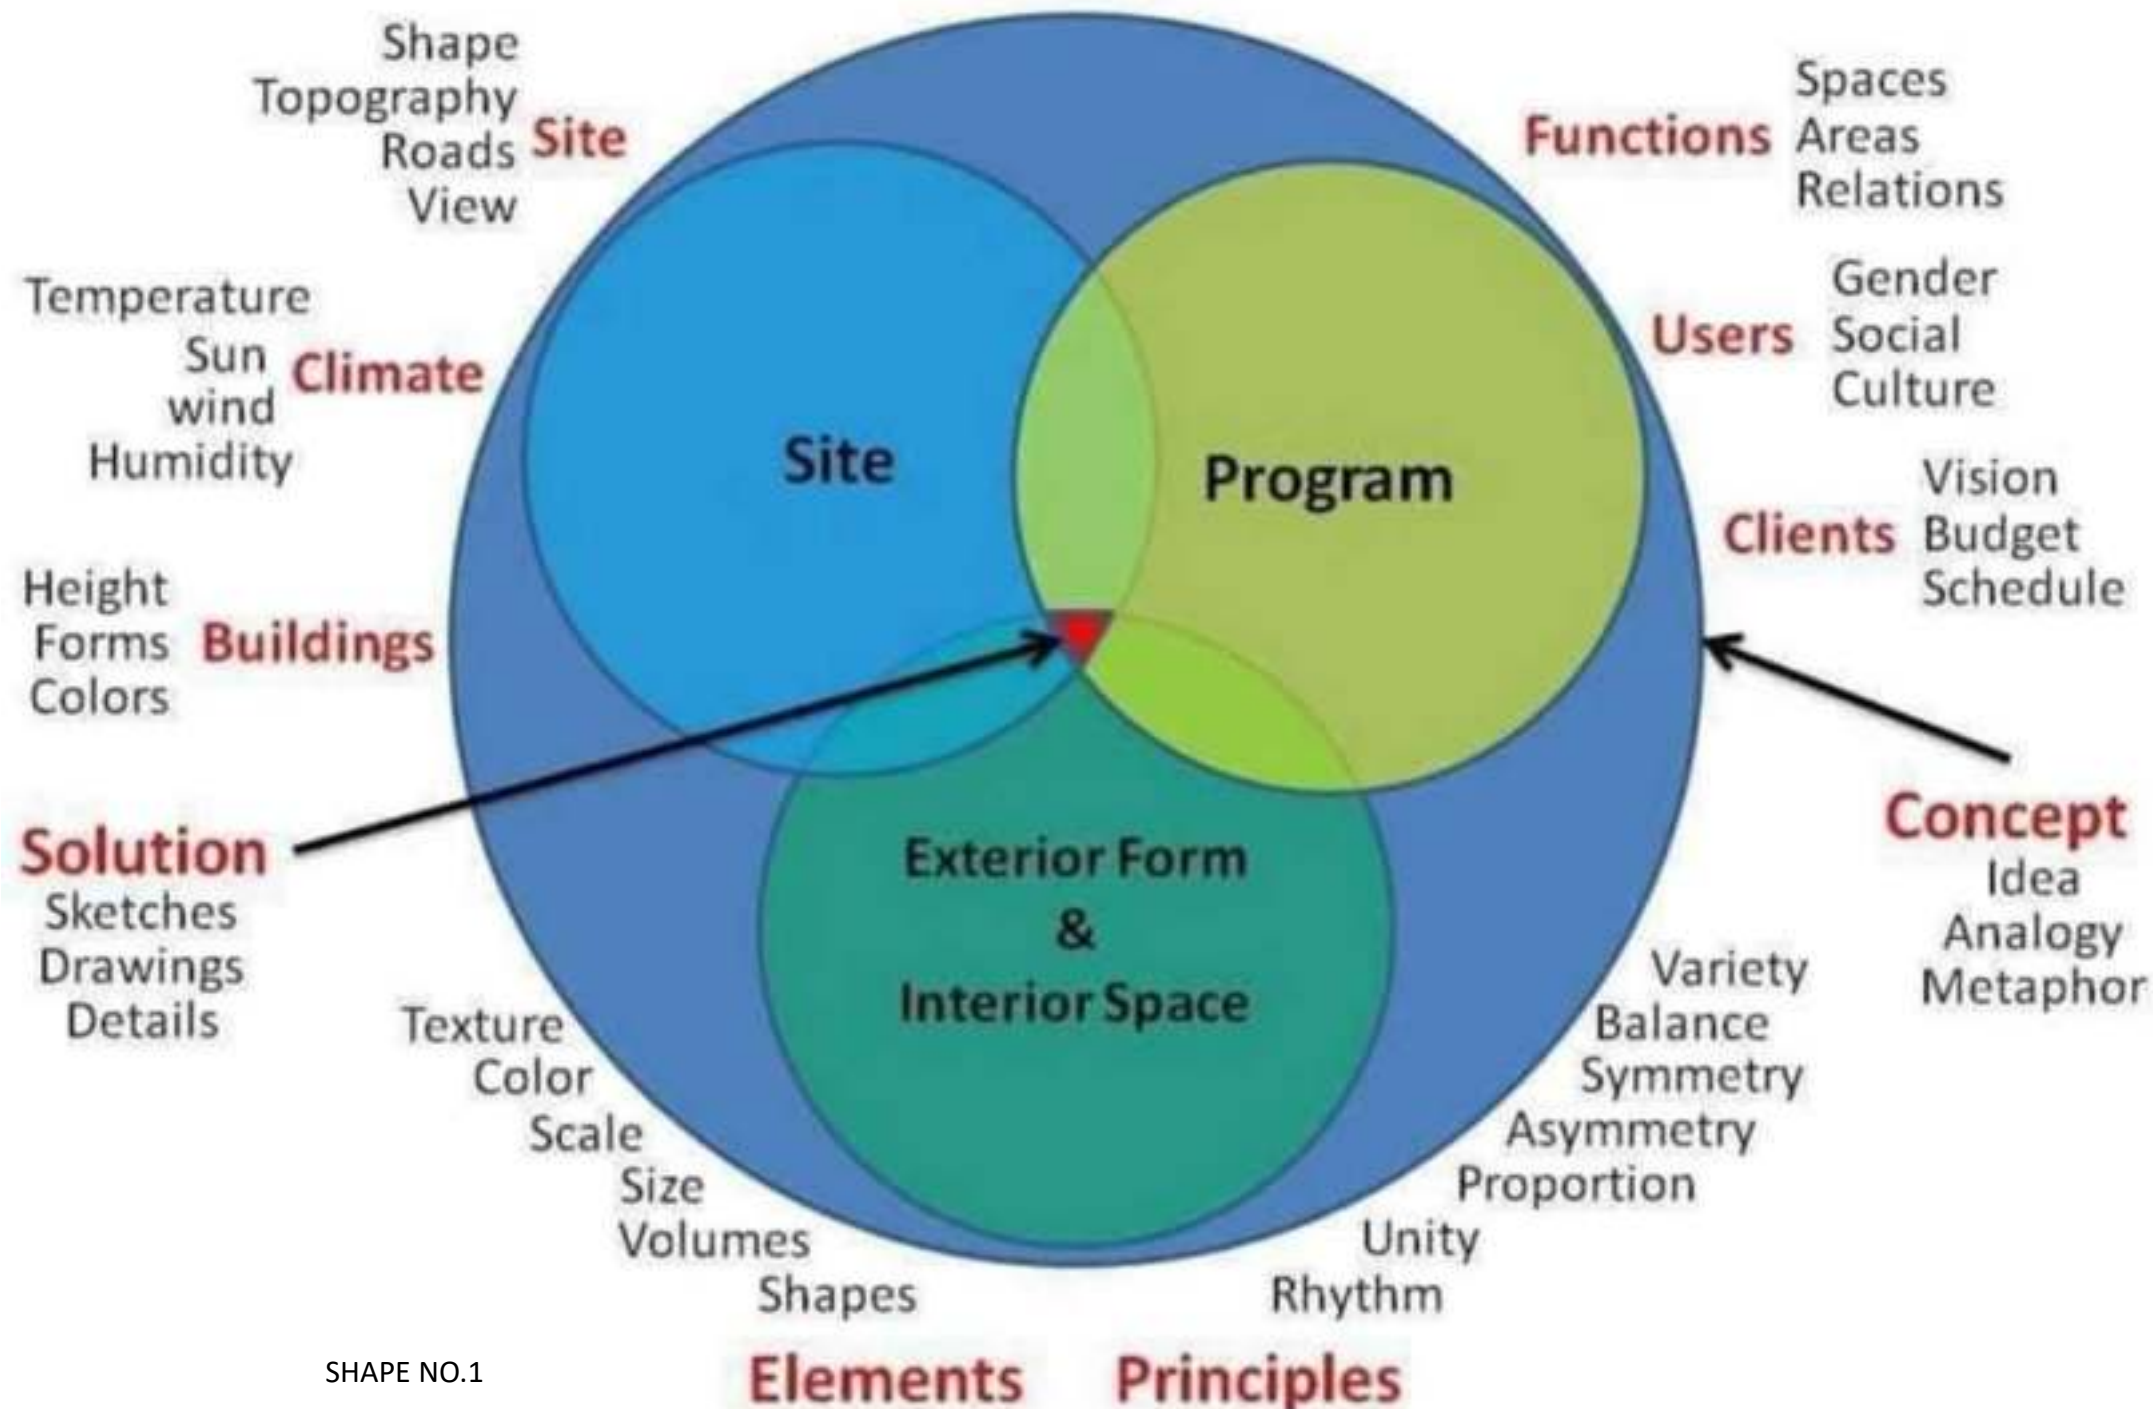 Shape
Topography
Roads
View
Site
Temperature
Sun
wind
Humidity
Climate
Height
Forms
Colors
Buildings
Solution
Sketches
Drawings
Details
Functions
Spaces
Areas
Relations
Users
Gender
Social
Culture
Clients
Vision
Budget
Schedule
Concept
Idea
Analogy
Metaphor
Site
Program
Exterior Form
&
Interior Space
Texture
Color
Scale
Size
Volumes
Shapes
Elements
Variety
Balance
Symmetry
Asymmetry
Proportion
Unity
Rhythm
Principles
SHAPE NO.1